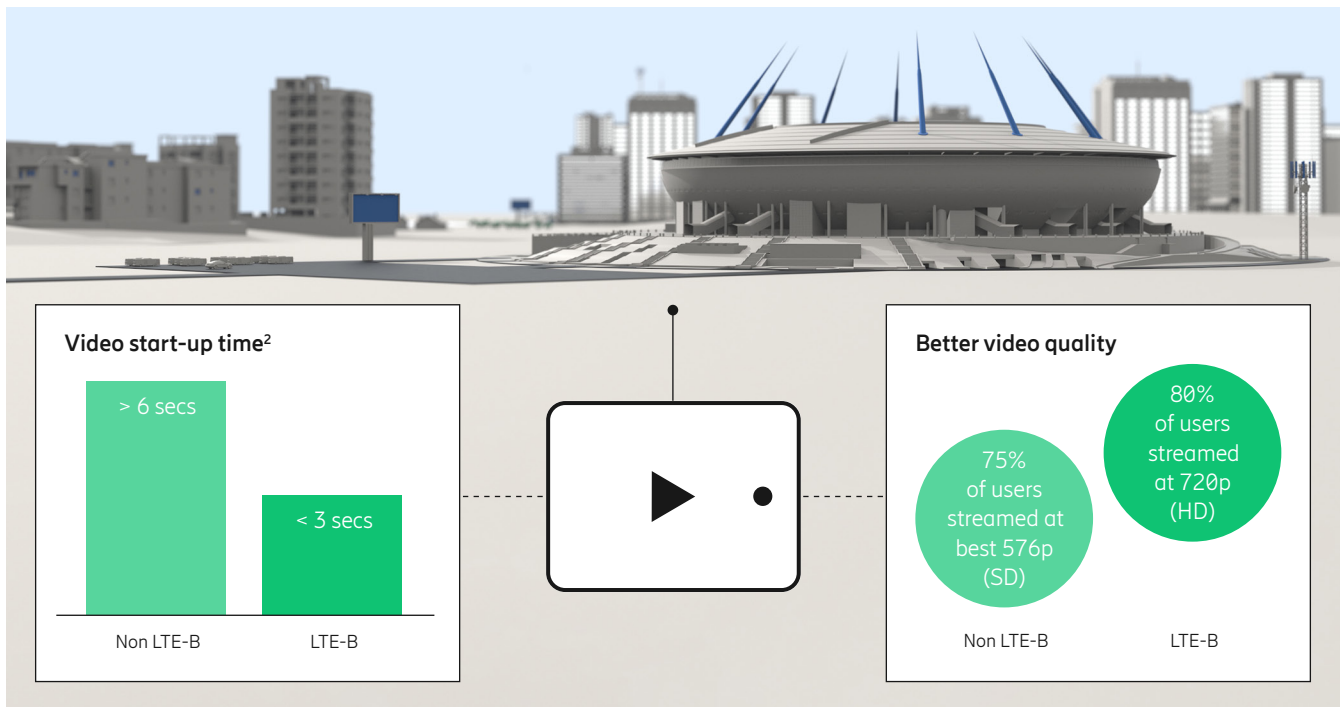 Video start-up time²
> 6 secs
< 3 secs
Non LTE-B
LTE-B
Better video quality
75%
of users
streamed at
best 576p
(SD)
80%
of users
streamed
at 720p
(HD)
Non LTE-B
LTE-B